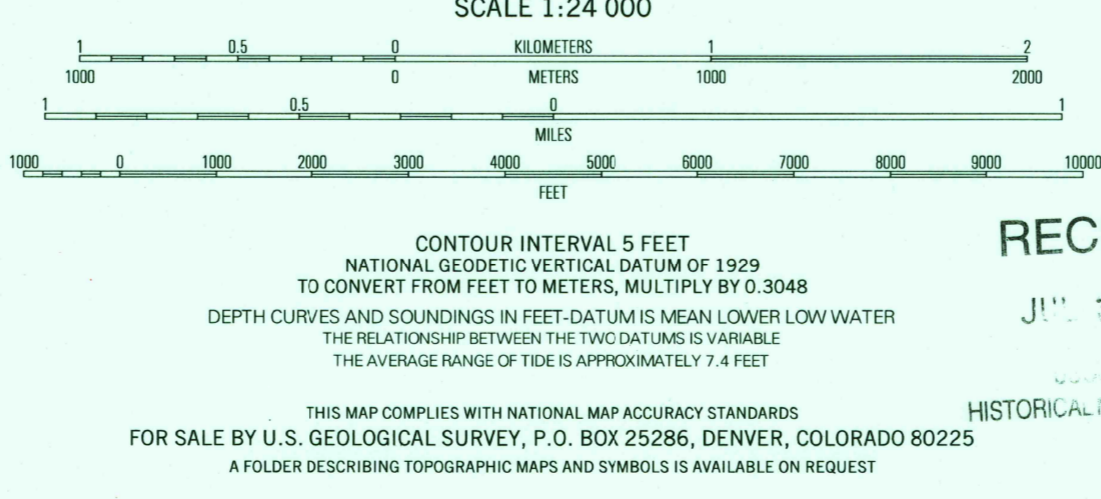 SCALE 1:24 000
1 0.5 0 KILOMETERS 1 2
1000 0 METERS 1000 2000
1 0.5 0 1
MILES
1000 0 1000 2000 3000 4000 5000 6000 7000 8000 9000 10000
FEET
CONTOUR INTERVAL 5 FEET
NATIONAL GEODETIC VERTICAL DATUM OF 1929
TO CONVERT FROM FEET TO METERS, MULTIPLY BY 0.3048
DEPTH CURVES AND SOUNDINGS IN FEET-DATUM IS MEAN LOWER LOW WATER
THE RELATIONSHIP BETWEEN THE TWO DATUMS IS VARIABLE
THE AVERAGE RANGE OF TIDE IS APPROXIMATELY 7.4 FEET
REC
JUL
HISTORICAL
THIS MAP COMPLIES WITH NATIONAL MAP ACCURACY STANDARDS
FOR SALE BY U.S. GEOLOGICAL SURVEY, P.O. BOX 25286, DENVER, COLORADO 80225
A FOLDER DESCRIBING TOPOGRAPHIC MAPS AND SYMBOLS IS AVAILABLE ON REQUEST